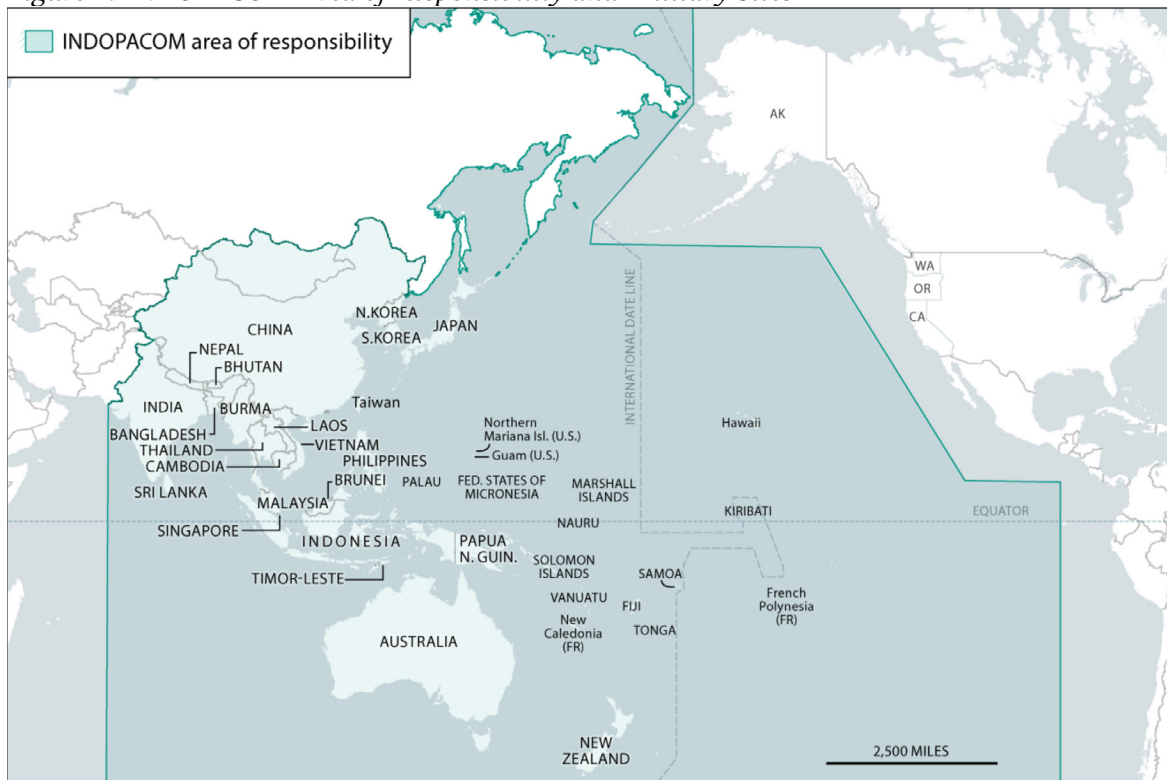 INDOPACOM area of responsibility
AK
WA
OR
CA
N.KOREA
S.KOREA
JAPAN
CHINA
NEPAL
BHUTAN
INDIA
BURMA
Taiwan
BANGLADESH
LAOS
THAILAND
VIETNAM
CAMBODIA
PHILIPPINES
SRI LANKA
MALAYSIA
BRUNEI
PALAU
Northern
Mariana Isl. (U.S.)
Guam (U.S.)
FED. STATES OF
MICRONESIA
MARSHALL
ISLANDS
INTERNATIONAL DATE LINE
Hawaii
KIRIBATI
EQUATOR
SINGAPORE
INDONESIA
NAURU
PAPUA
N. GUIN.
SOLOMON
ISLANDS
TIMOR-LESTE
SAMOA
VANUATU
FIJI
French
Polynesia
(FR)
New
Caledonia
(FR)
TONGA
AUSTRALIA
NEW
ZEALAND
2,500 MILES